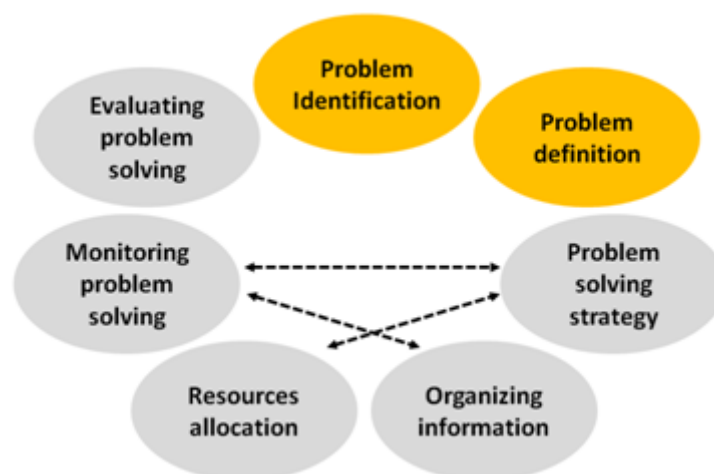 Problem
Identification
Problem
definition
Problem
solving
strategy
Organizing
information
Resources
allocation
Monitoring
problem
solving
Evaluating
problem
solving